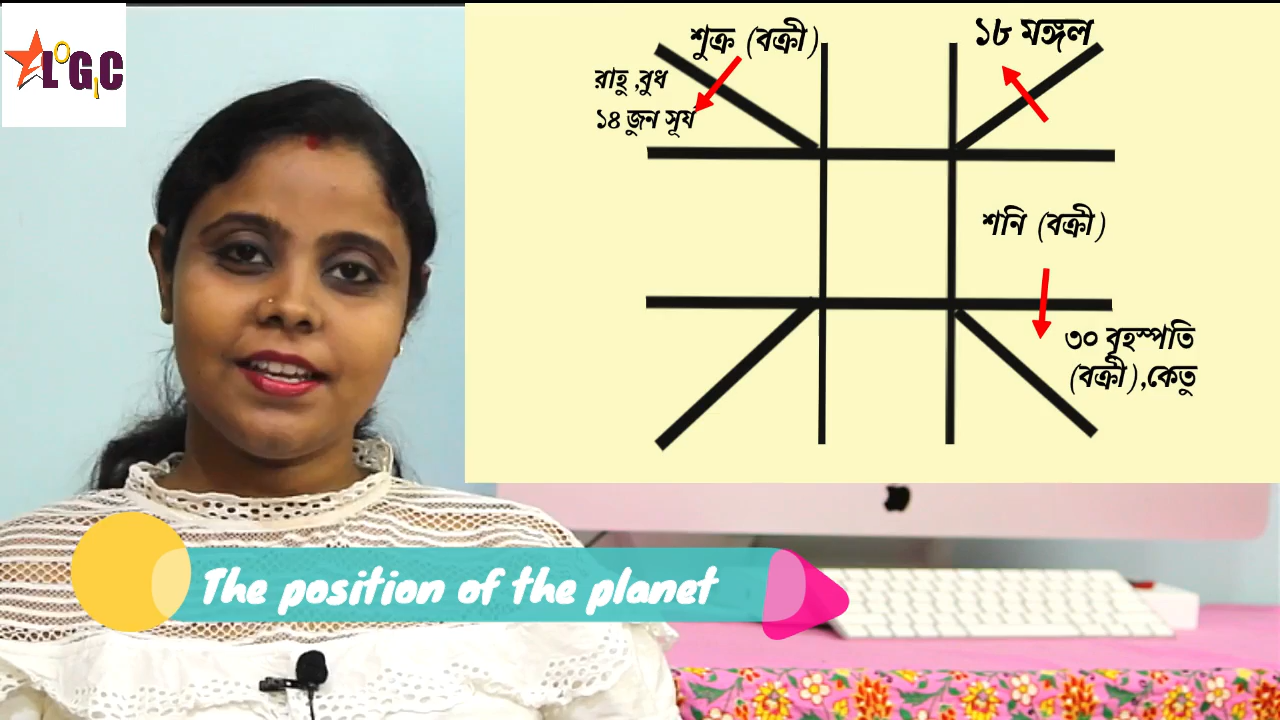 LOGIC
শুক্র (বক্রী)
রাহু ,বুধ
১৪ জুন সূর্য
১৮ মঙ্গল
শনি (বক্রী)
৩০ বৃহস্পতি
(বক্রী),কেতু
The position of the planet